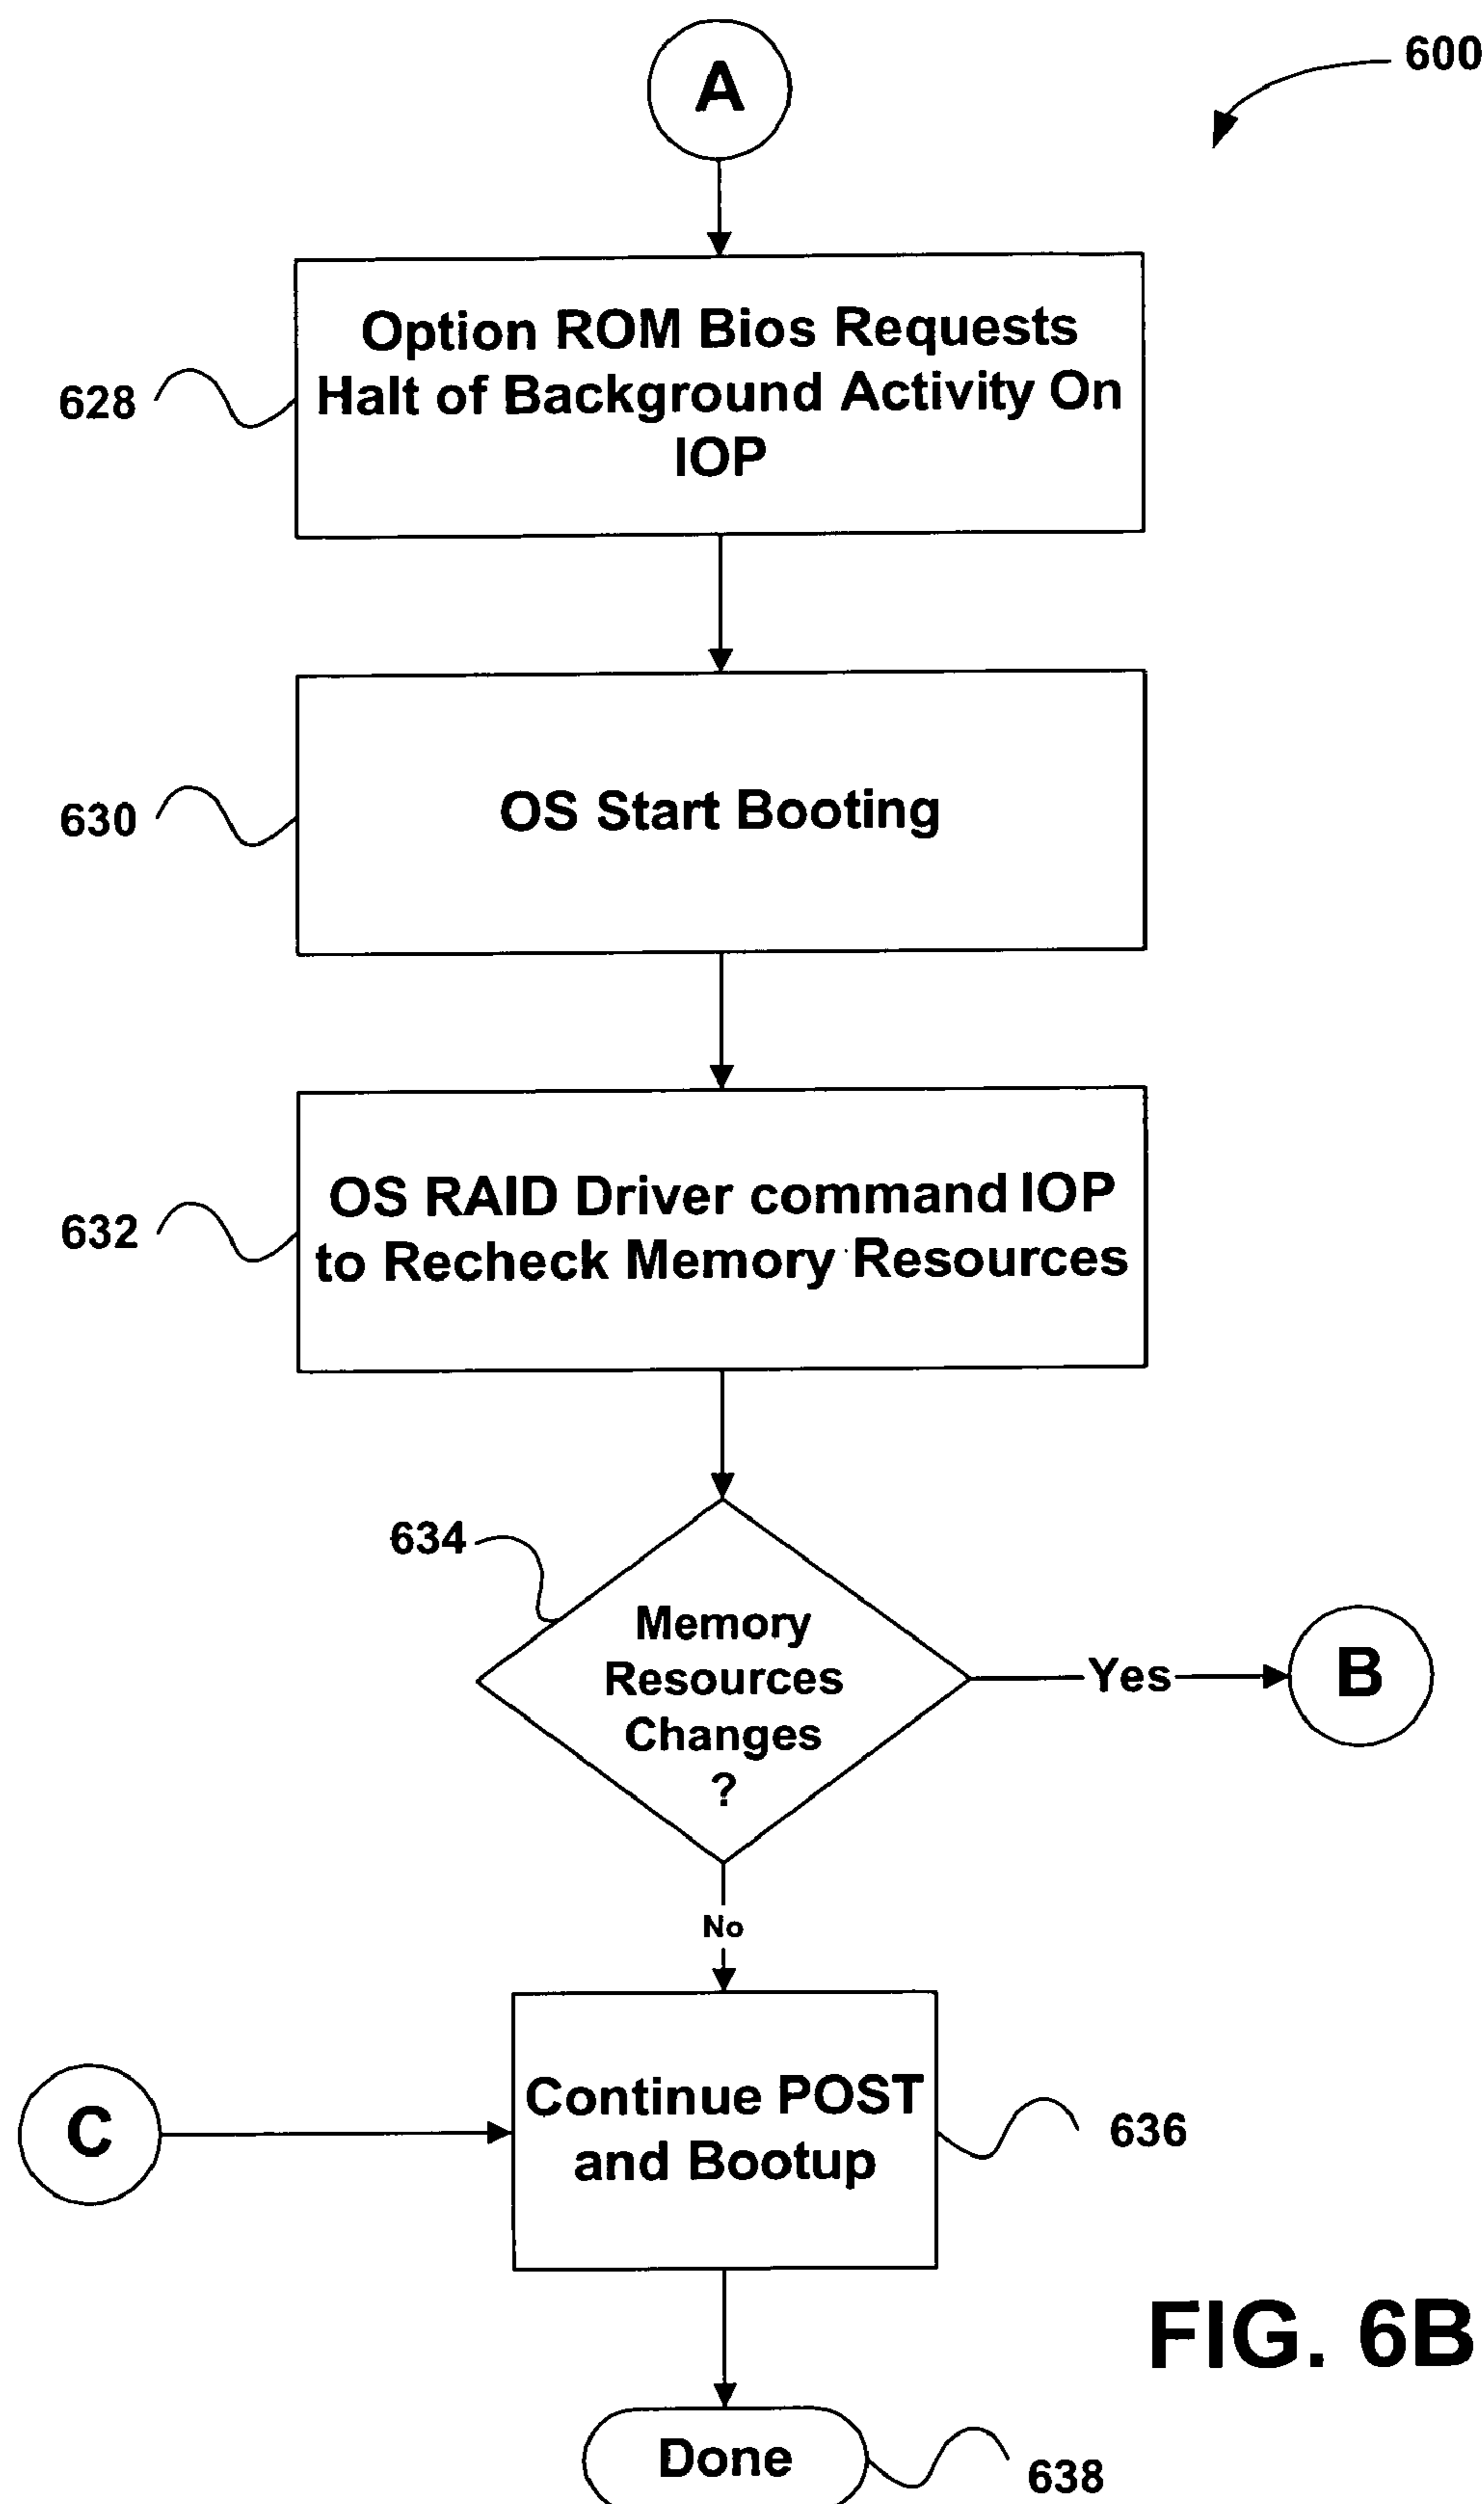 A
600
Option ROM Bios Requests
Halt of Background Activity On
IOP
628
OS Start Booting
630
OS RAID Driver command IOP
to Recheck Memory Resources
632
634
Memory
Resources
Changes
?
Yes
B
No
C
Continue POST
and Bootup
636
FIG. 6B
Done
638